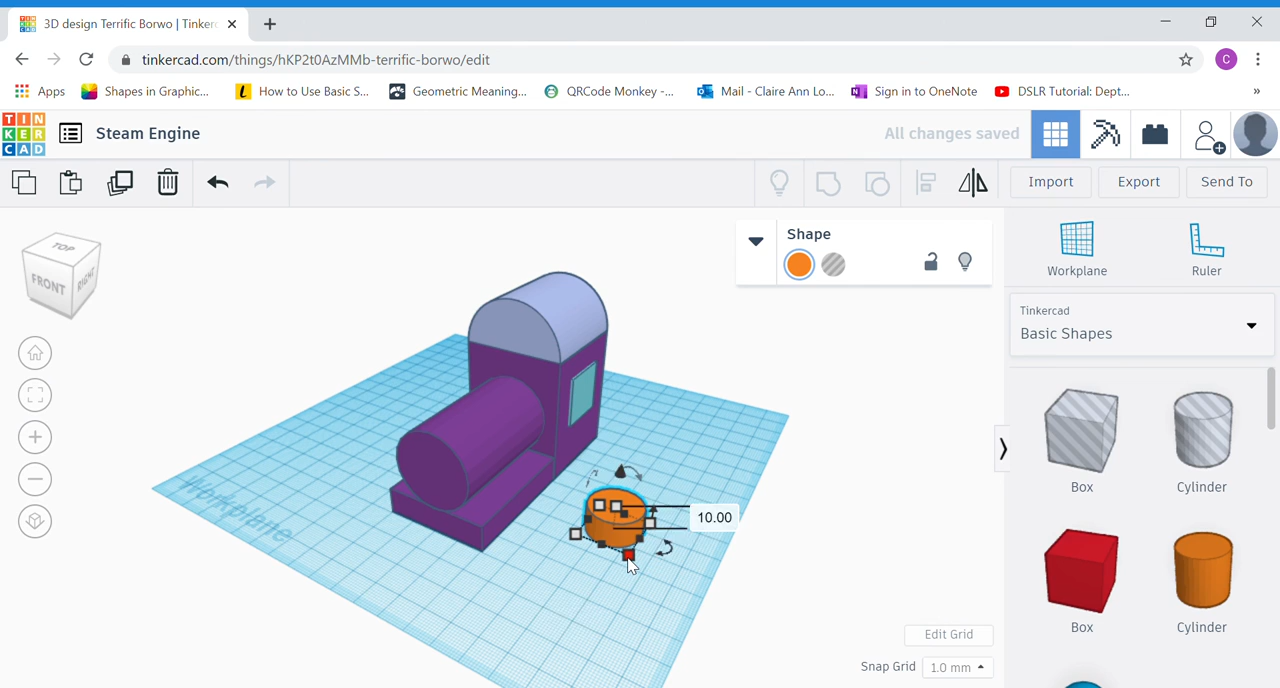 3D design Terrific Borwo | Tinker
tinkercad.com/things/hKP2t0AzMMb-terrific-borwo/edit
C
Apps
Shapes in Graphic...
How to Use Basic S...
Geometric Meaning...
QRCode Monkey -...
Mail - Claire Ann Lo...
Sign in to OneNote
DSLR Tutorial: Dept...
»
TIN
KER
CAD
Steam Engine
All changes saved
Import
Export
Send To
TOP
FRONT
RIGHT
Shape
Workplane
Ruler
Tinkercad
Basic Shapes
Workplane
10.00
Box
Cylinder
Box
Cylinder
Edit Grid
Snap Grid
1.0 mm